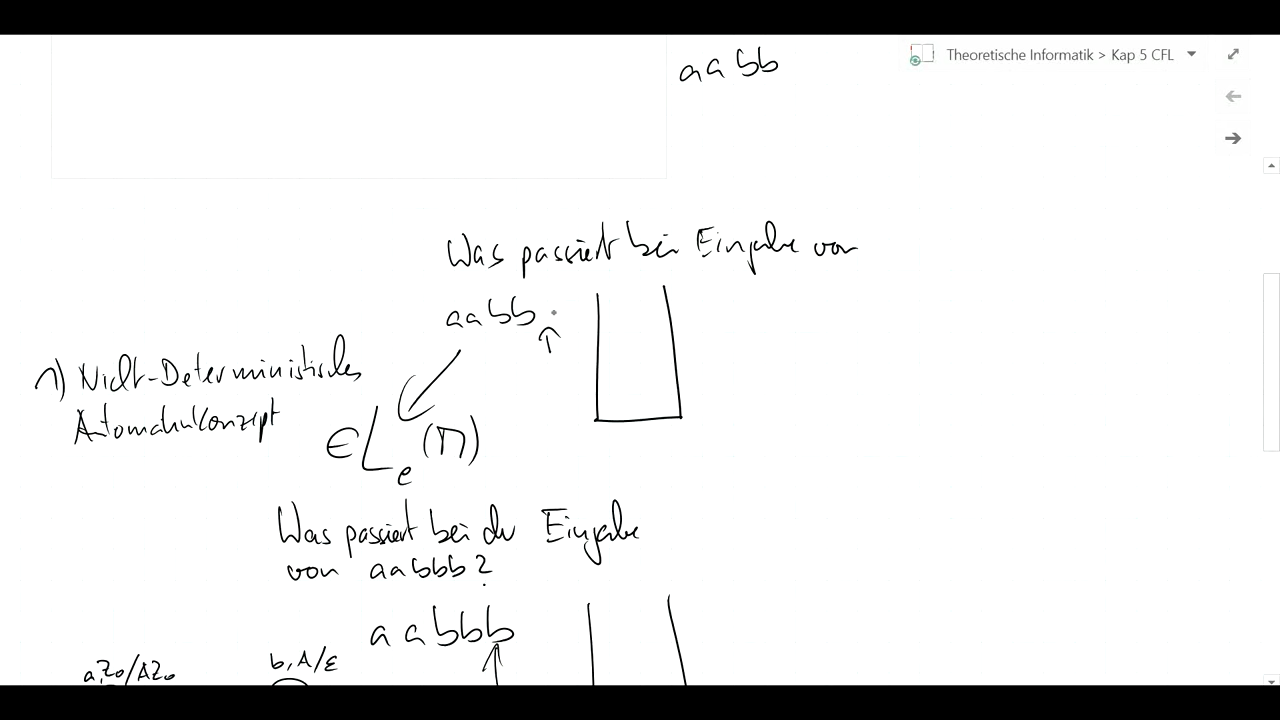 aabb
Theoretische Informatik > Kap 5 CFL
Was passiert bei Eingabe von
aabb
1) Nicht-Deterministisches
Automatenkonzept
∈ L_e (M)
Was passiert bei der Eingabe
von aabbb?
aabbb
a,Z₀/AZ₀
b,A/ε